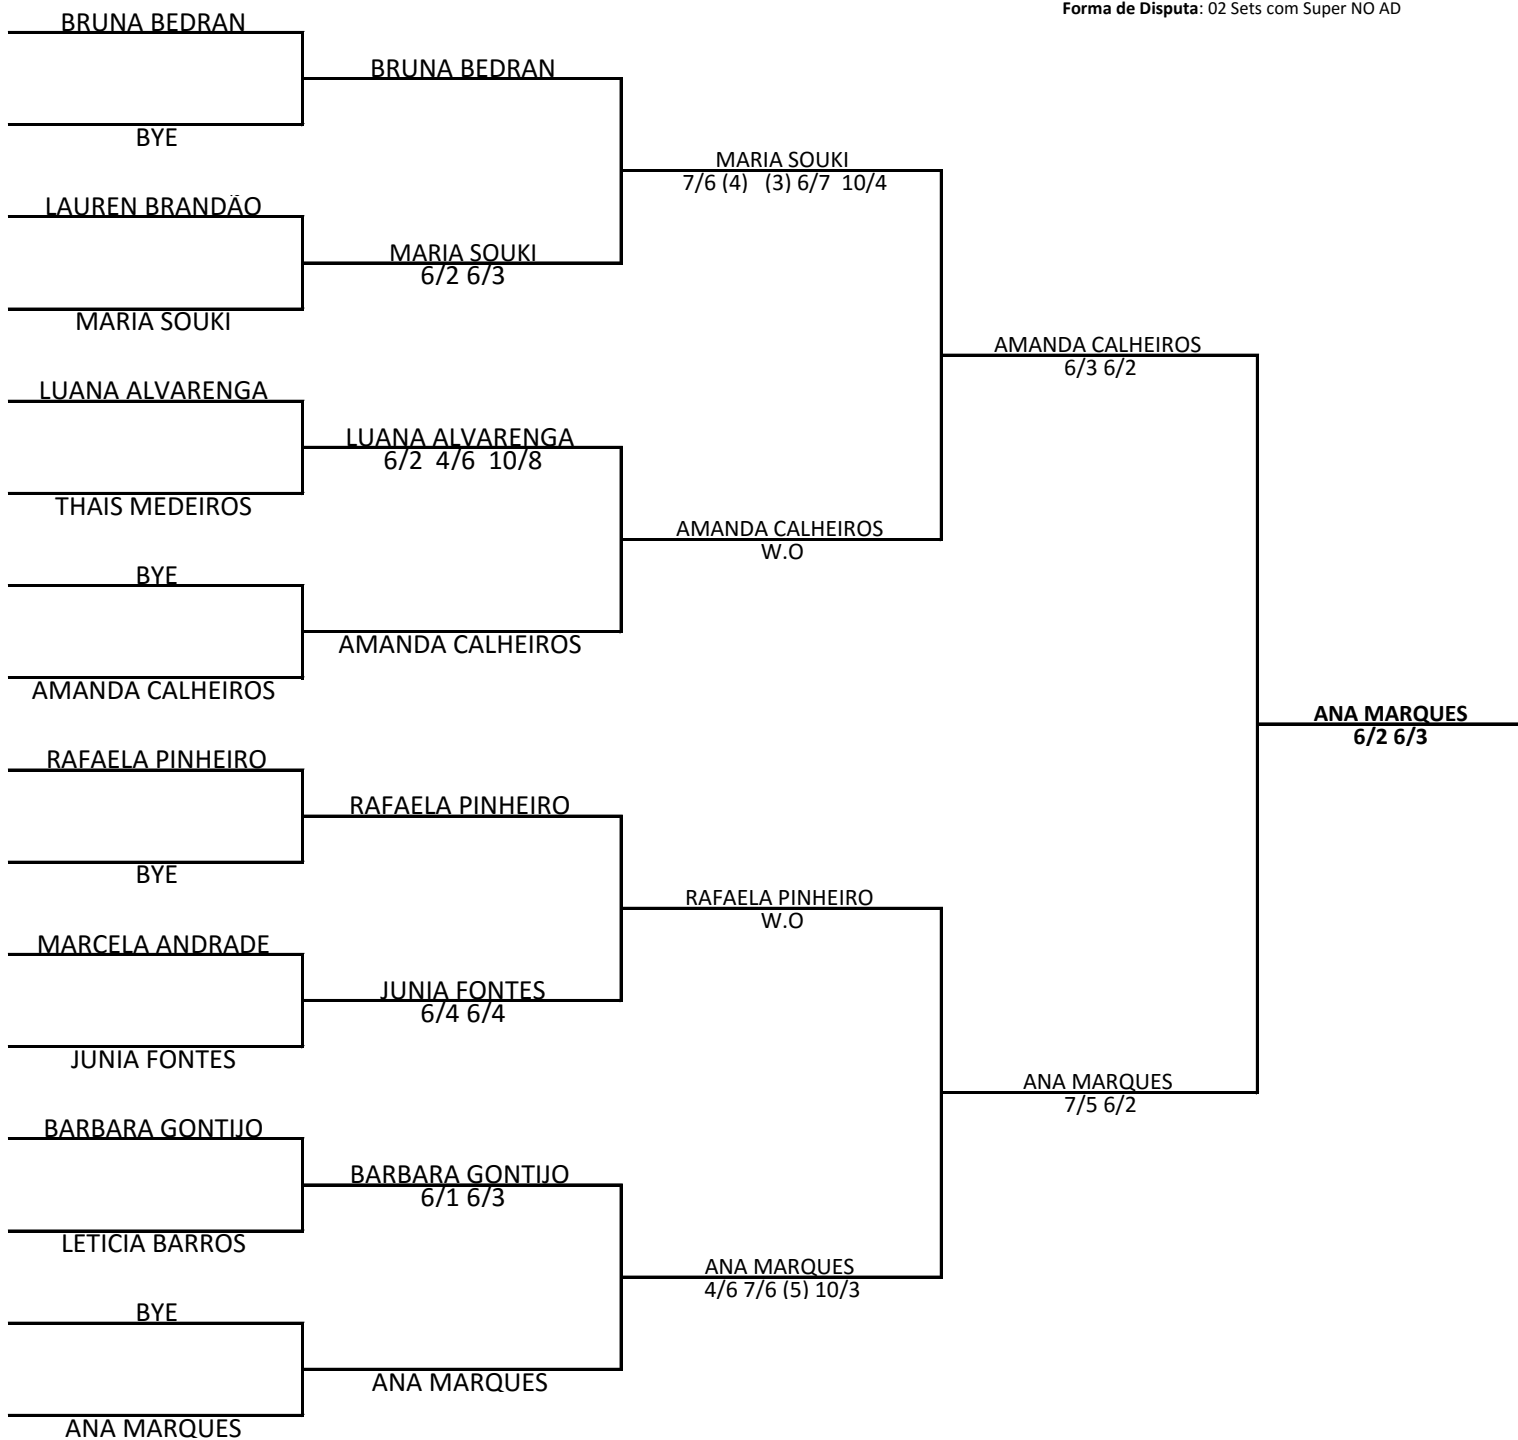 Forma de Disputa: 02 Sets com Super NO AD
BRUNA BEDRAN
BRUNA BEDRAN
BYE
MARIA SOUKI
7/6 (4) (3) 6/7 10/4
LAUREN BRANDÃO
MARIA SOUKI
6/2 6/3
MARIA SOUKI
AMANDA CALHEIROS
6/3 6/2
LUANA ALVARENGA
LUANA ALVARENGA
6/2 4/6 10/8
THAIS MEDEIROS
AMANDA CALHEIROS
W.O
BYE
AMANDA CALHEIROS
AMANDA CALHEIROS
ANA MARQUES
6/2 6/3
RAFAELA PINHEIRO
RAFAELA PINHEIRO
BYE
RAFAELA PINHEIRO
W.O
MARCELA ANDRADE
JUNIA FONTES
6/4 6/4
JUNIA FONTES
ANA MARQUES
7/5 6/2
BARBARA GONTIJO
BARBARA GONTIJO
6/1 6/3
LETICIA BARROS
ANA MARQUES
4/6 7/6 (5) 10/3
BYE
ANA MARQUES
ANA MARQUES